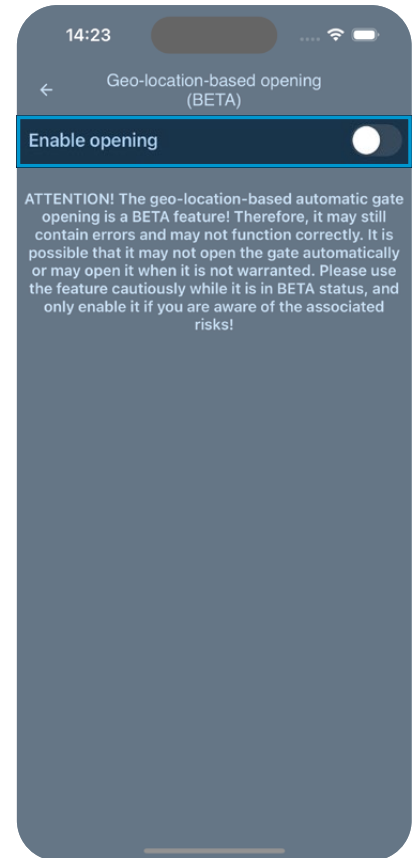 14:23
Geo-location-based opening
(BETA)
Enable opening
ATTENTION! The geo-location-based automatic gate
opening is a BETA feature! Therefore, it may still
contain errors and may not function correctly. It is
possible that it may not open the gate automatically
or may open it when it is not warranted. Please use
the feature cautiously while it is in BETA status, and
only enable it if you are aware of the associated
risks!